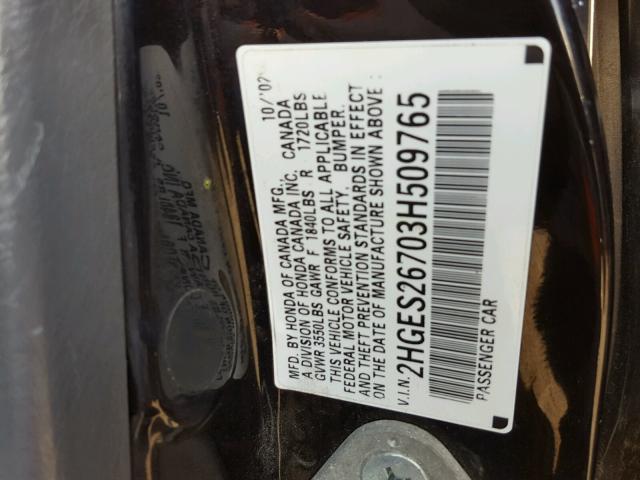 MFD. BY HONDA OF CANADA MFG., CANADA 10/'02
A DIVISION OF HONDA CANADA INC.
GVWR 3550LBS GAWR F 1840LBS R 1720LBS
THIS VEHICLE CONFORMS TO ALL APPLICABLE
FEDERAL MOTOR VEHICLE SAFETY, BUMPER,
AND THEFT PREVENTION STANDARDS IN EFFECT
ON THE DATE OF MANUFACTURE SHOWN ABOVE :
V.I.N. 2HGES26703H509765
PASSENGER CAR